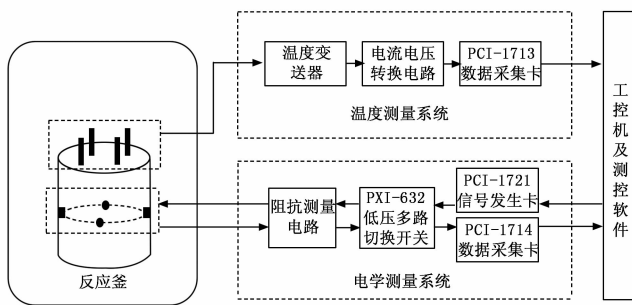 温度变
送器
电流电压
转换电路
PCI-1713
数据采集卡
温度测量系统
工控机及测控软件
阻抗测量
电路
PXI-632
低压多路
切换开关
PCI-1721
信号发生卡
PCI-1714
数据采集卡
电学测量系统
反应釜